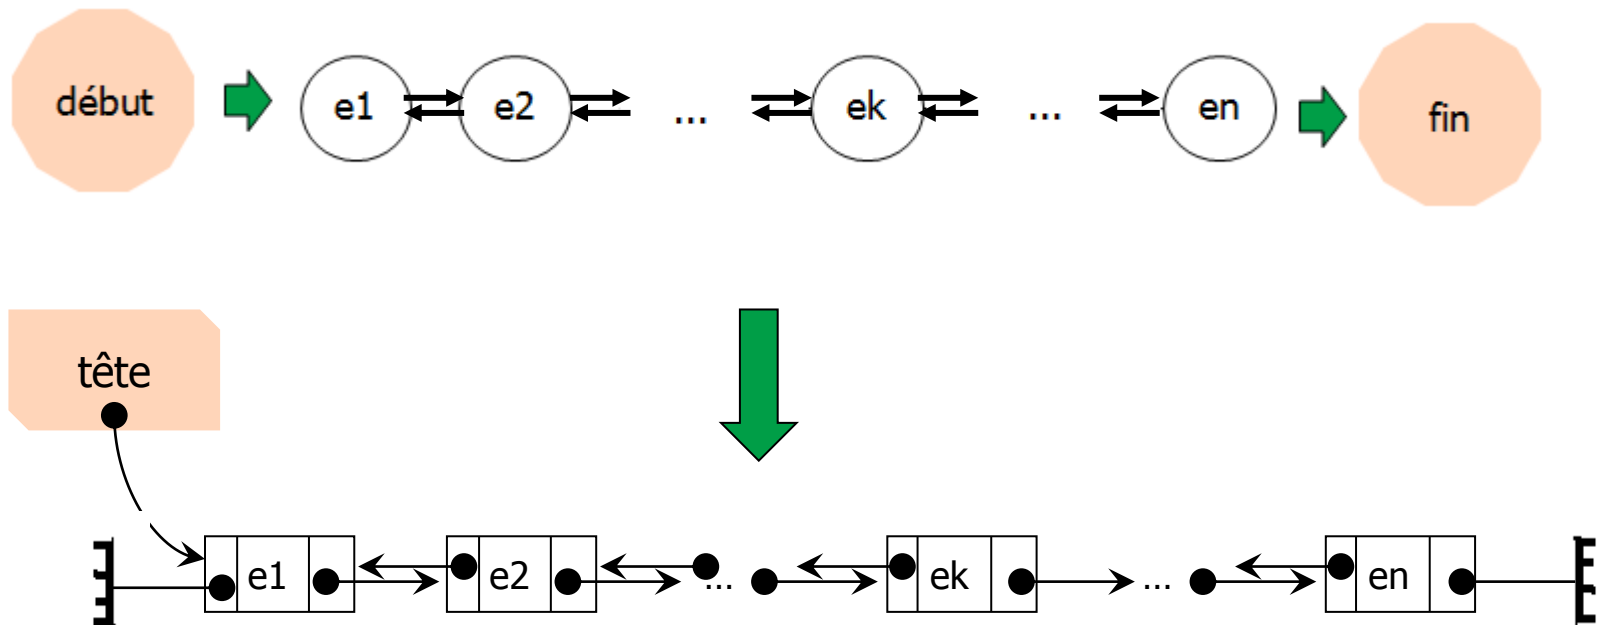 début e1 e2 ... ek ... en fin
tête
e1 e2 ... ek ... en